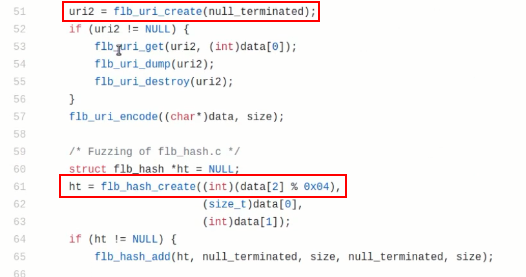 51 uri2 = flb_uri_create(null_terminated);
52 if (uri2 != NULL) {
53 flb_uri_get(uri2, (int)data[0]);
54 flb_uri_dump(uri2);
55 flb_uri_destroy(uri2);
56 }
57 flb_uri_encode((char*)data, size);
58
59 /* Fuzzing of flb_hash.c */
60 struct flb_hash *ht = NULL;
61 ht = flb_hash_create((int)(data[2] % 0x04),
62 (size_t)data[0],
63 (int)data[1]);
64 if (ht != NULL) {
65 flb_hash_add(ht, null_terminated, size, null_terminated, size);
66